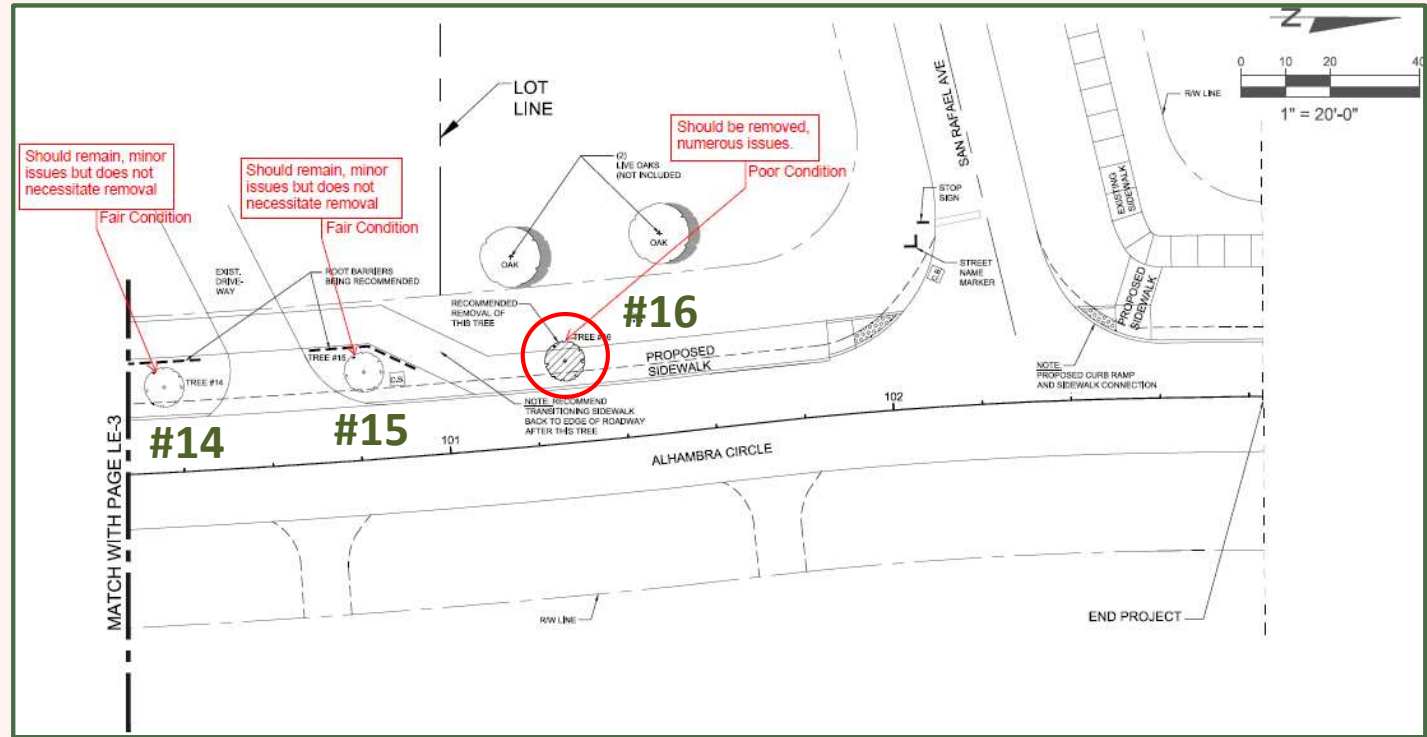 N
0 10 20 40
1" = 20'-0"
R/W LINE
LOT
LINE
SAN RAFAEL AVE
Should be removed,
numerous issues.
Poor Condition
Should remain, minor
issues but does not
necessitate removal
Fair Condition
Should remain, minor
issues but does not
necessitate removal
Fair Condition
(2)
LIVE OAKS
(NOT INCLUDED
STOP
SIGN
EXISTING
SIDEWALK
OAK
OAK
EXIST.
DRIVE-
WAY
ROOT BARRIERS
BEING RECOMMENDED
STREET
NAME
MARKER
C.B.
RECOMMENDED
REMOVAL OF
THIS TREE
#16
TREE #16
PROPOSED
SIDEWALK
PROPOSED
SIDEWALK
NOTE:
PROPOSED CURB RAMP
AND SIDEWALK CONNECTION
TREE #15
TREE #14
C.B.
NOTE: RECOMMEND
TRANSITIONING SIDEWALK
BACK TO EDGE OF ROADWAY
AFTER THIS TREE
#14
#15
101
102
ALHAMBRA CIRCLE
MATCH WITH PAGE LE-3
R/W LINE
END PROJECT